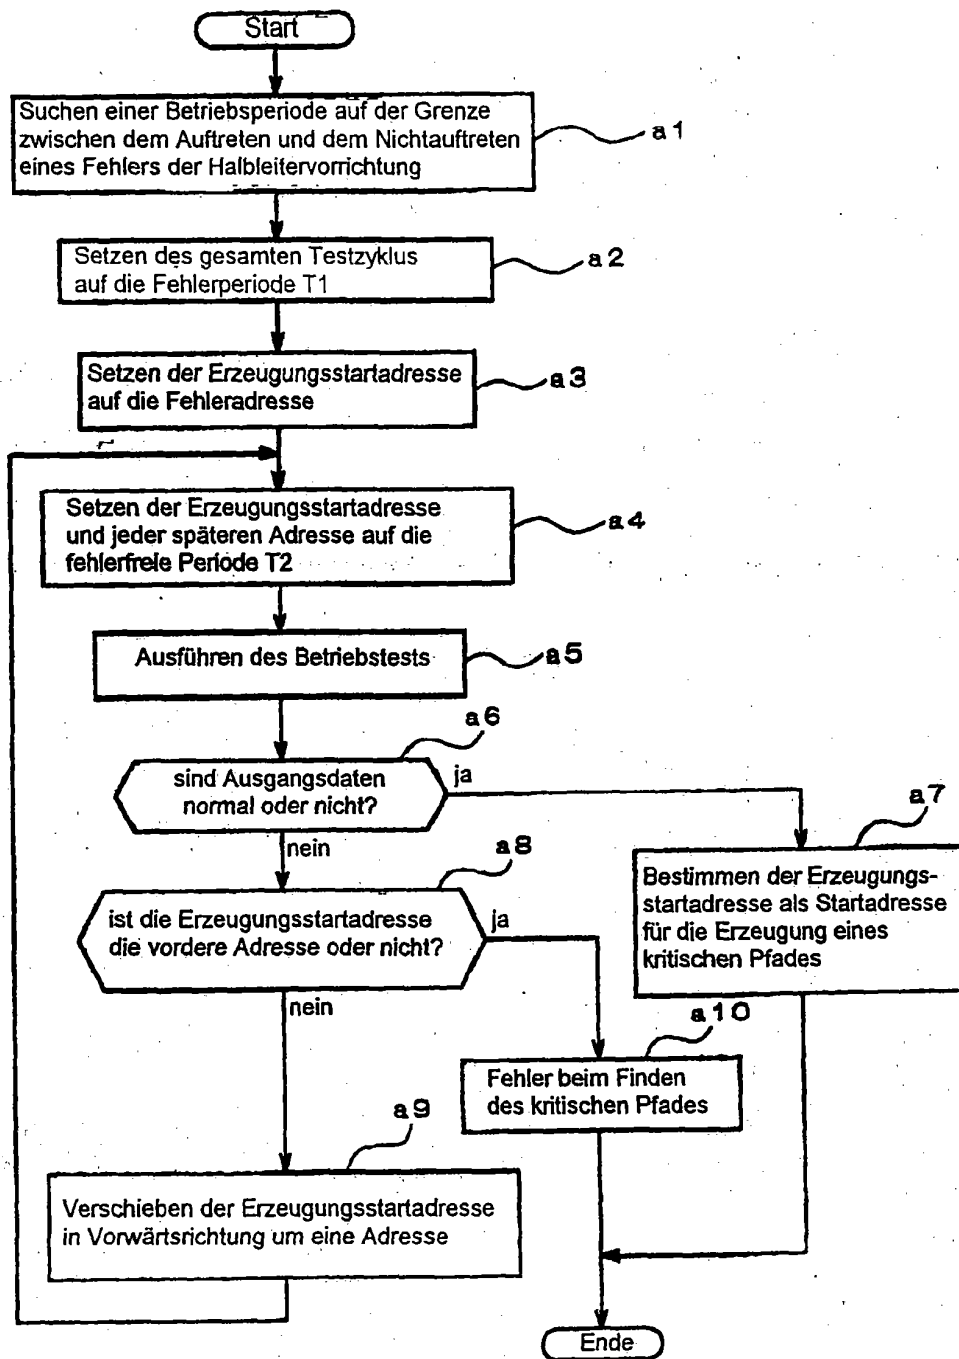 Start
Suchen einer Betriebsperiode auf der Grenze
zwischen dem Auftreten und dem Nichtauftreten
eines Fehlers der Halbleitervorrichtung
a1
Setzen des gesamten Testzyklus
auf die Fehlerperiode T1
a2
Setzen der Erzeugungsstartadresse
auf die Fehleradresse
a3
Setzen der Erzeugungsstartadresse
und jeder späteren Adresse auf die
fehlerfreie Periode T2
a4
Ausführen des Betriebstests
a5
a6
sind Ausgangsdaten
normal oder nicht?
ja
nein
a7
Bestimmen der Erzeugungs-
startadresse als Startadresse
für die Erzeugung eines
kritischen Pfades
a8
ist die Erzeugungsstartadresse
die vordere Adresse oder nicht?
ja
nein
a10
Fehler beim Finden
des kritischen Pfades
a9
Verschieben der Erzeugungsstartadresse
in Vorwärtsrichtung um eine Adresse
Ende